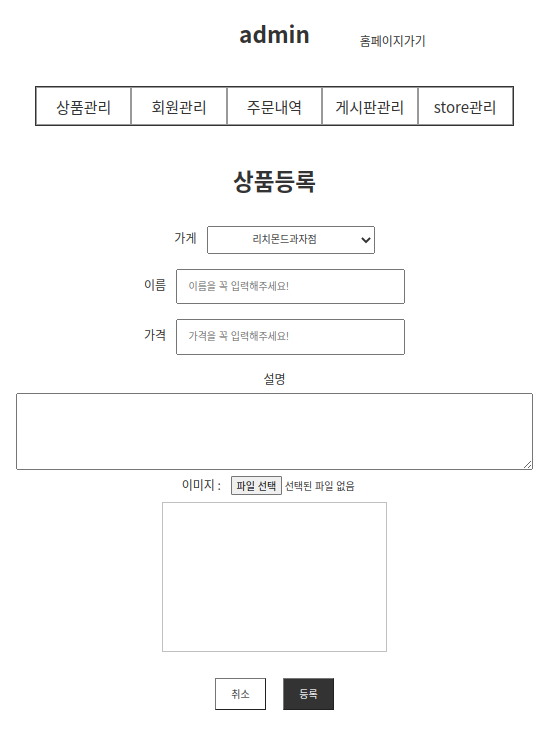 admin 홈페이지가기
상품관리 회원관리 주문내역 게시판관리 store관리
상품등록
가게 리치몬드과자점
이름 이름을 꼭 입력해주세요!
가격 가격을 꼭 입력해주세요!
설명
이미지 : 파일 선택 선택된 파일 없음
취소 등록